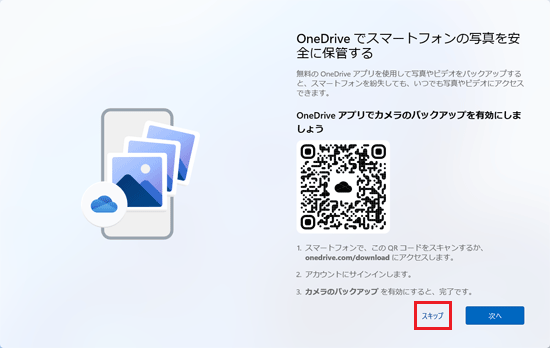 OneDrive でスマートフォンの写真を安
全に保管する
無料の OneDrive アプリを使用して写真やビデオをバックアップする
と、スマートフォンを紛失しても、いつでも写真やビデオにアクセス
できます。
OneDrive アプリでカメラのバックアップを有効にしま
しょう
1. スマートフォンで、この QR コードをスキャンするか、
onedrive.com/download にアクセスします。
2. アカウントにサインインします。
3. カメラのバックアップ を有効にすると、完了です。
スキップ
次へ